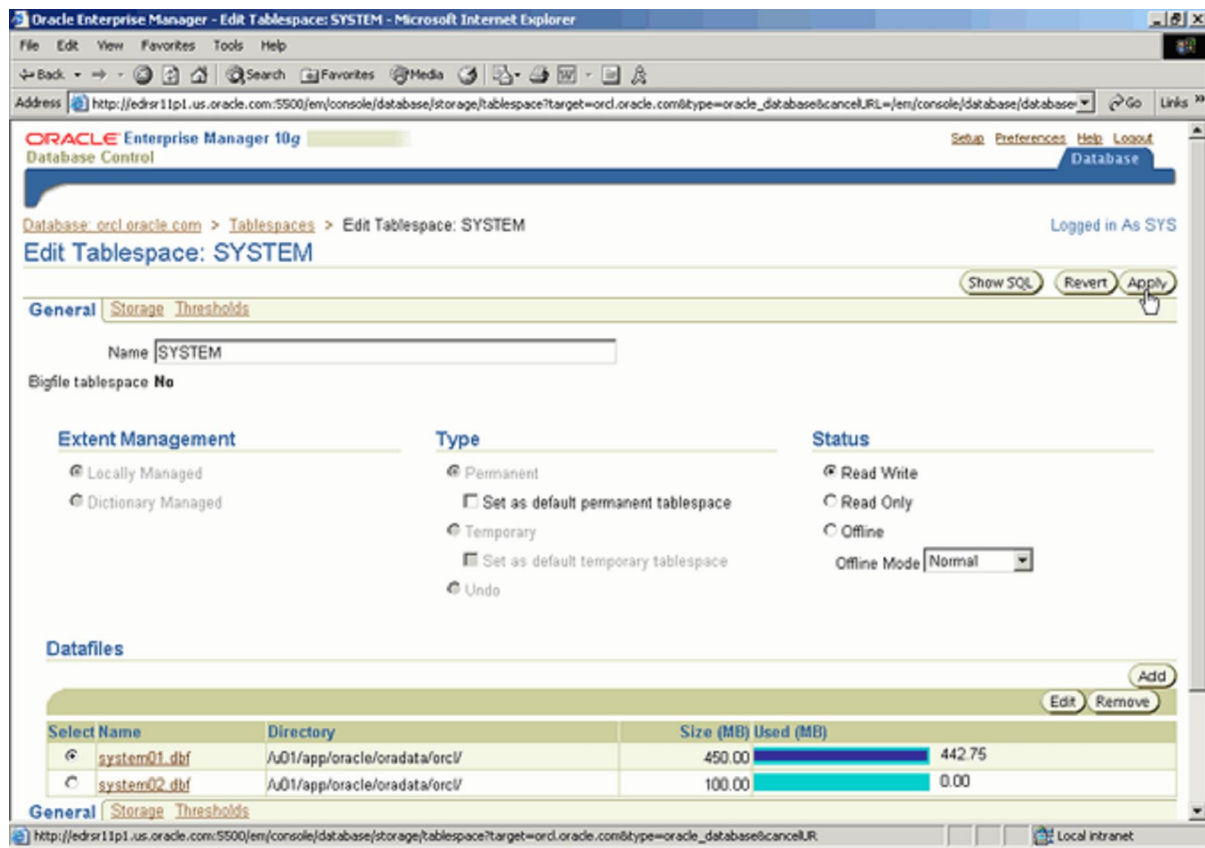 Oracle Enterprise Manager - Edit Tablespace: SYSTEM - Microsoft Internet Explorer
File Edit View Favorites Tools Help
Back Search Favorites Media
Address http://edrsr11p1.us.oracle.com:5500/em/console/database/storage/tablespace?target=orcl.oracle.com&type=oracle_database&cancelURL=/em/console/database/database Go Links »
ORACLE Enterprise Manager 10g
Database Control
Setup Preferences Help Logout
Database
Database: orcl.oracle.com > Tablespaces > Edit Tablespace: SYSTEM Logged in As SYS
Edit Tablespace: SYSTEM
Show SQL Revert Apply
General Storage Thresholds
Name SYSTEM
Bigfile tablespace No
Extent Management Type Status
Locally Managed Permanent Read Write
Dictionary Managed Set as default permanent tablespace Read Only
Temporary Offline
Set as default temporary tablespace Offline Mode Normal
Undo
Datafiles
Add
Edit Remove
Select Name Directory Size (MB) Used (MB)
system01.dbf /u01/app/oracle/oradata/orcl/ 450.00 442.75
system02.dbf /u01/app/oracle/oradata/orcl/ 100.00 0.00
General Storage Thresholds
http://edrsr11p1.us.oracle.com:5500/em/console/database/storage/tablespace?target=orcl.oracle.com&type=oracle_database&cancelUR Local intranet